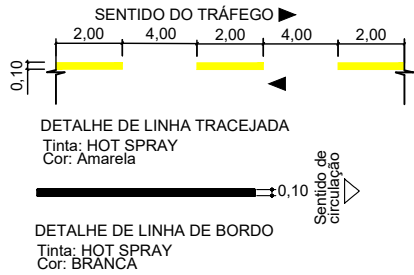 SENTIDO DO TRÁFEGO
2,00 4,00 2,00 4,00 2,00
0,10
DETALHE DE LINHA TRACEJADA
Tinta: HOT SPRAY
Cor: Amarela
0,10
Sentido de
circulação
DETALHE DE LINHA DE BORDO
Tinta: HOT SPRAY
Cor: BRANCA